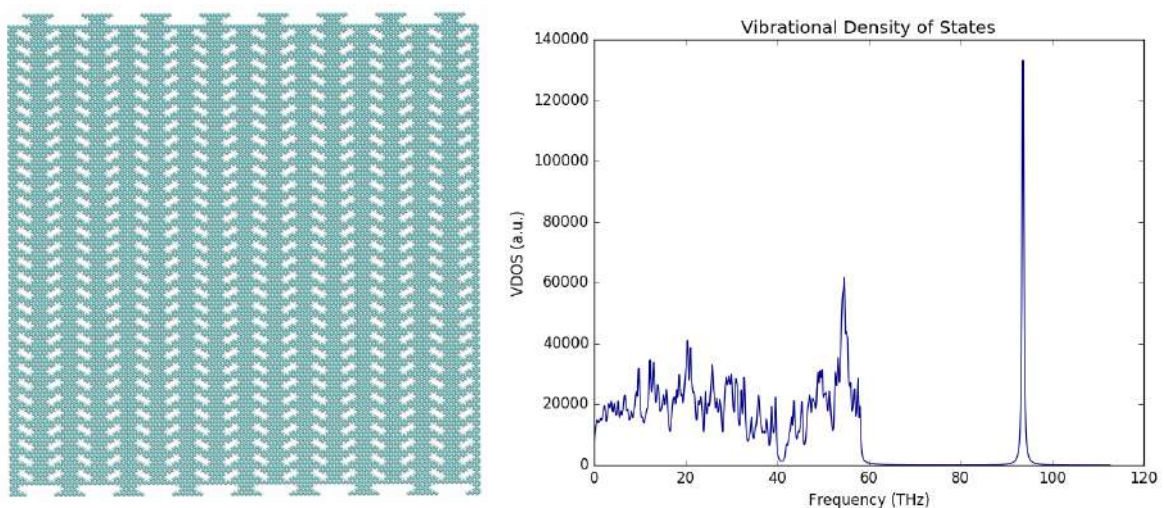 Vibrational Density of States
140000
120000
100000
80000
60000
40000
20000
0
VDOS (a.u.)
0 20 40 60 80 100 120
Frequency (THz)